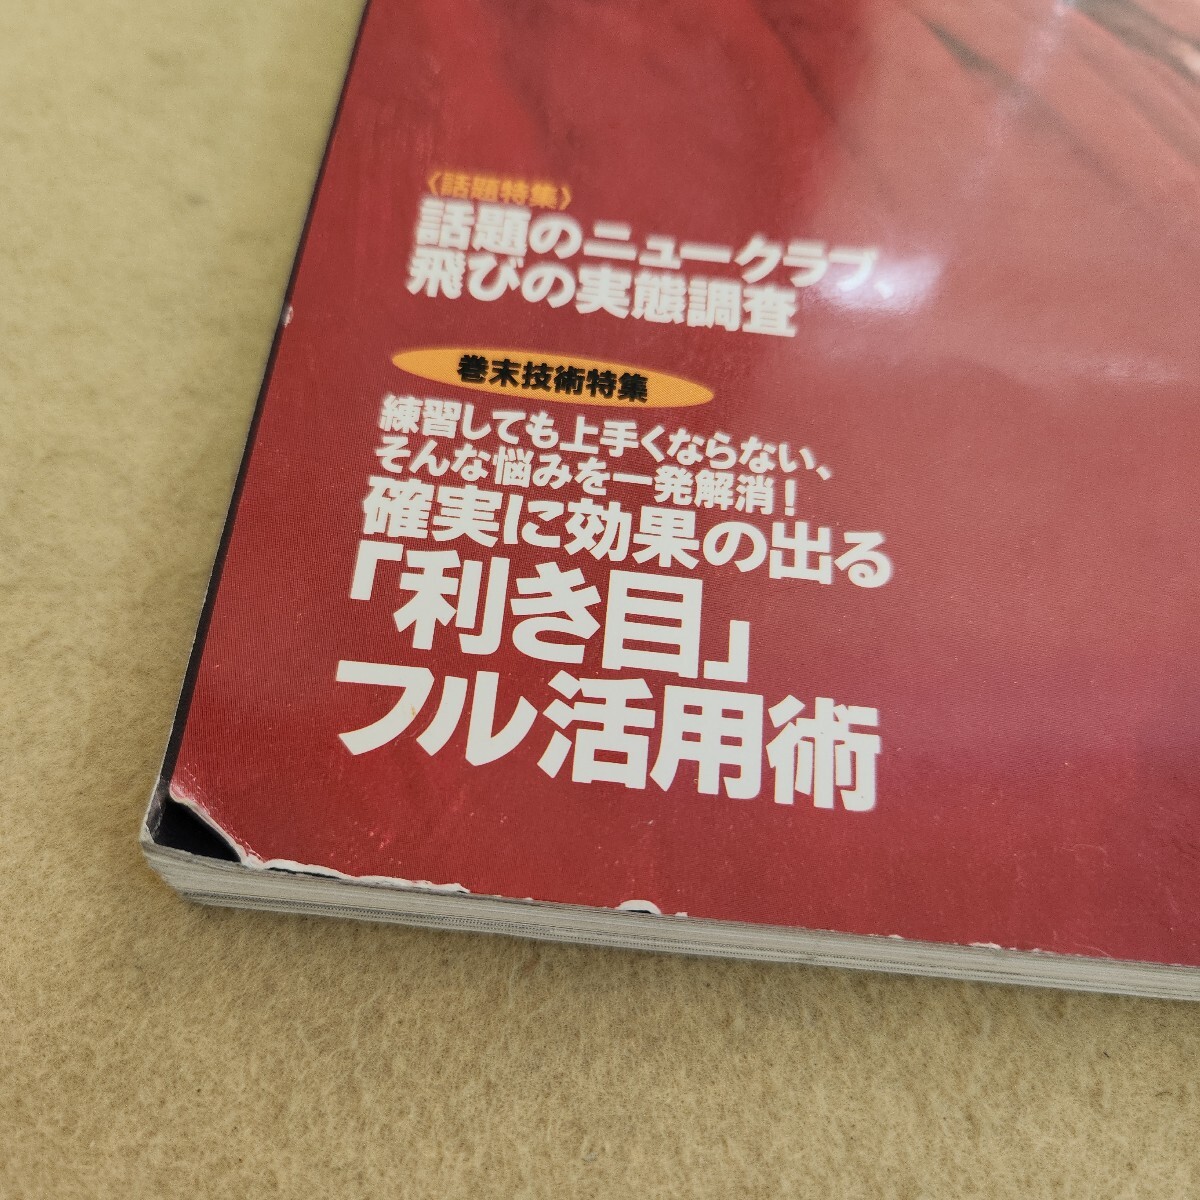 〈話題特集〉
話題のニュークラブ、
飛びの実態調査
巻末技術特集
練習しても上手くならない、
そんな悩みを一発解消!
確実に効果の出る
「利き目」
フル活用術